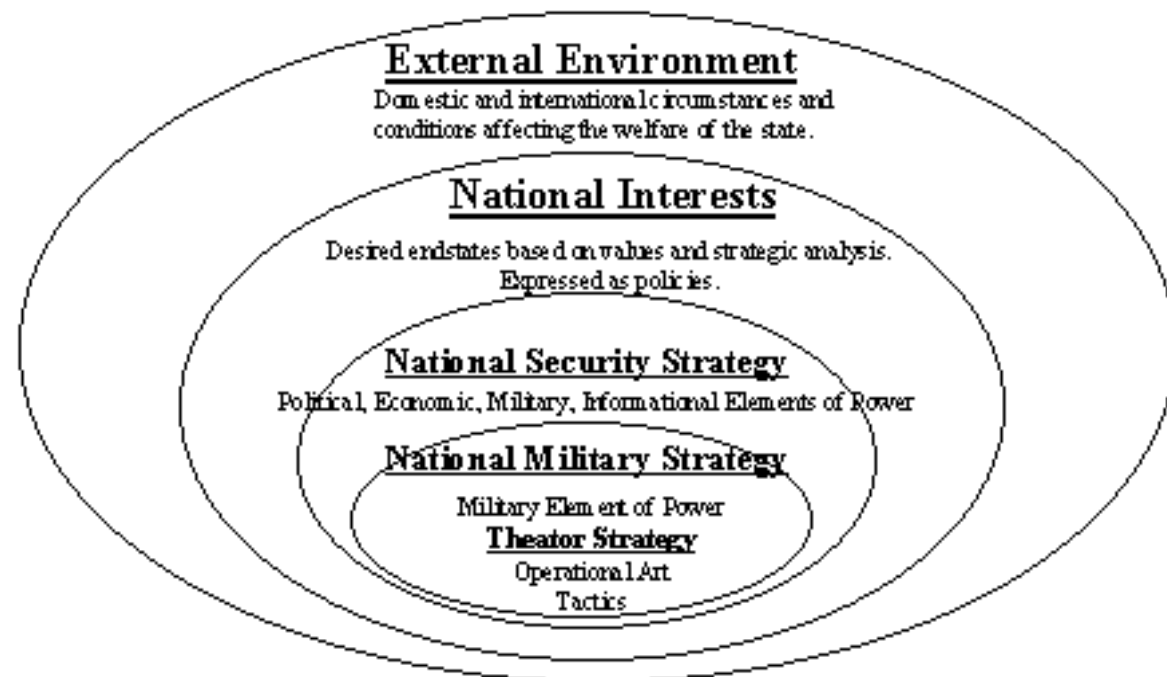 External Environment
Domestic and international circumstances and
conditions affecting the welfare of the state.
National Interests
Desired endstates based on values and strategic analysis.
Expressed as policies.
National Security Strategy
Political, Economic, Military, Informational Elements of Power
National Military Strategy
Military Element of Power
Theator Strategy
Operational Art
Tactics